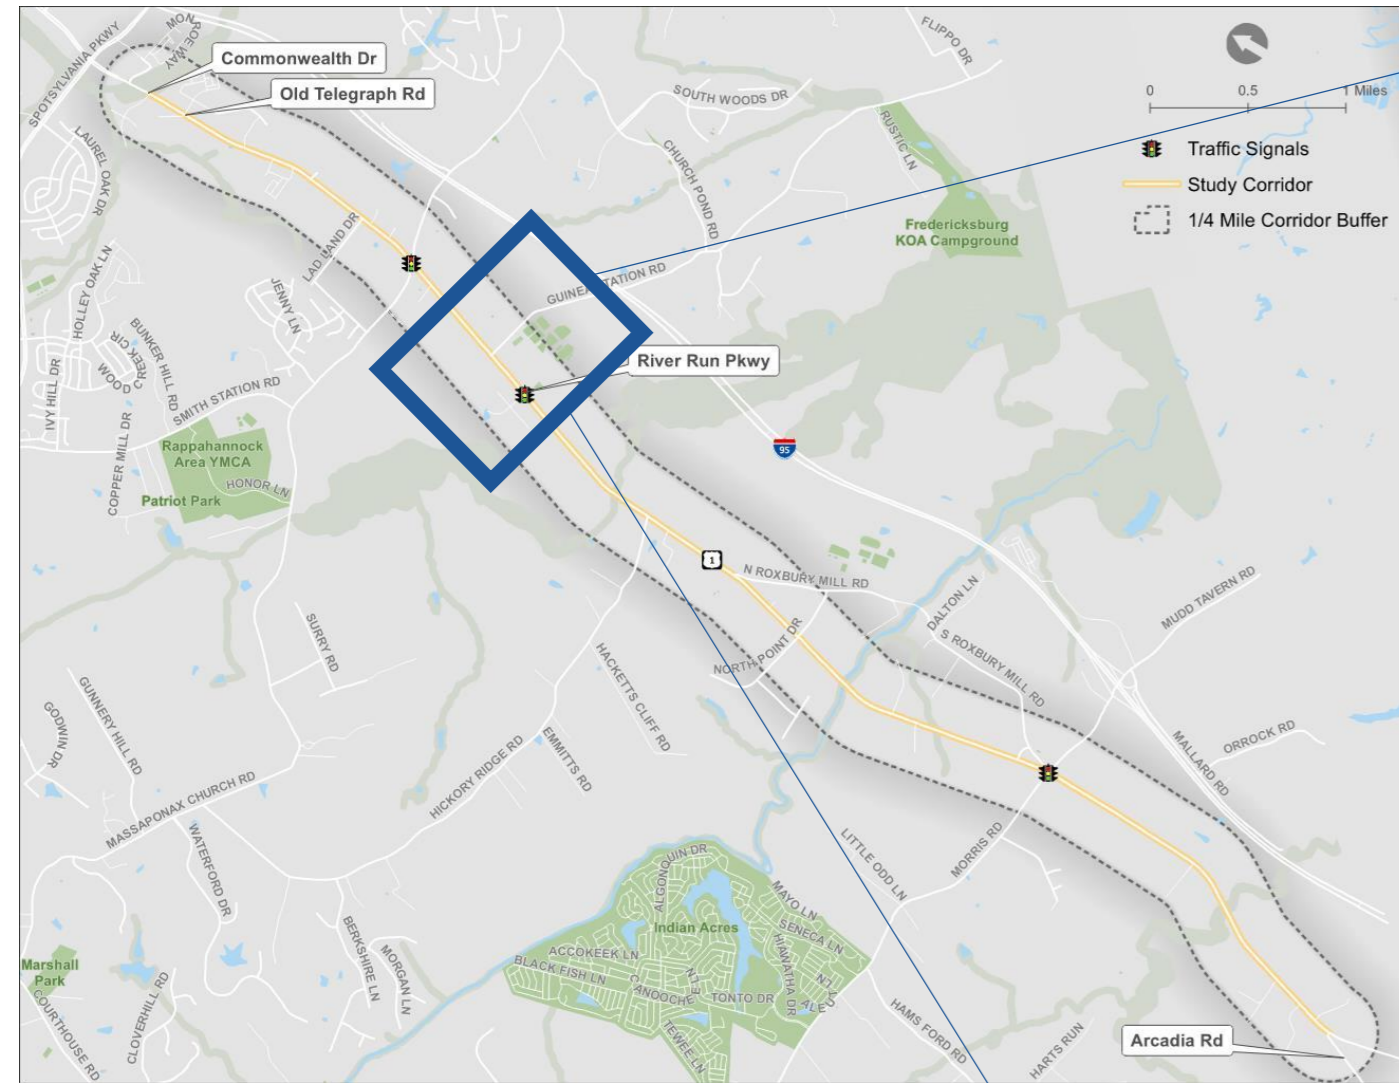 SPOTSYLVANIA PKWY
MONROE WAY
Commonwealth Dr
Old Telegraph Rd
FLIPPO DR
0 0.5 1 Miles
Traffic Signals
Study Corridor
1/4 Mile Corridor Buffer
SOUTH WOODS DR
RUSTIC LN
CHURCH POND RD
LAUREL OAK DR
LAD LAND DR
Fredericksburg
KOA Campground
HOLLEY OAK LN
JENNY LN
GUINEA STATION RD
BUNKER HILL RD
WOOD CREEK CIR
IVY HILL DR
River Run Pkwy
SMITH STATION RD
COPPER MILL DR
Rappahannock
Area YMCA
HONOR LN
Patriot Park
95
1
N ROXBURY MILL RD
DALTON LN
MUDD TAVERN RD
S ROXBURY MILL RD
NORTH POINT DR
SURRY RD
HACKETTS CLIFF RD
GUNNERY HILL RD
GODWIN DR
EMMITTS RD
HICKORY RIDGE RD
MALLARD RD
ORROCK RD
MASSAPONAX CHURCH RD
WATERFORD DR
LITTLE ODD LN
MORRIS RD
ALGONQUIN DR
MAYO LN
SENECA LN
Indian Acres
HIAWATHA DR
BERKSHIRE LN
MORGAN LN
ACCOKEEK LN
BLACK FISH LN
CANOOCHEE LN
TONTO DR
TEWEE LN
Marshall
Park
COURTHOUSE RD
CLOVERHILL RD
HAMS FORD RD
HARTS RUN
Arcadia Rd